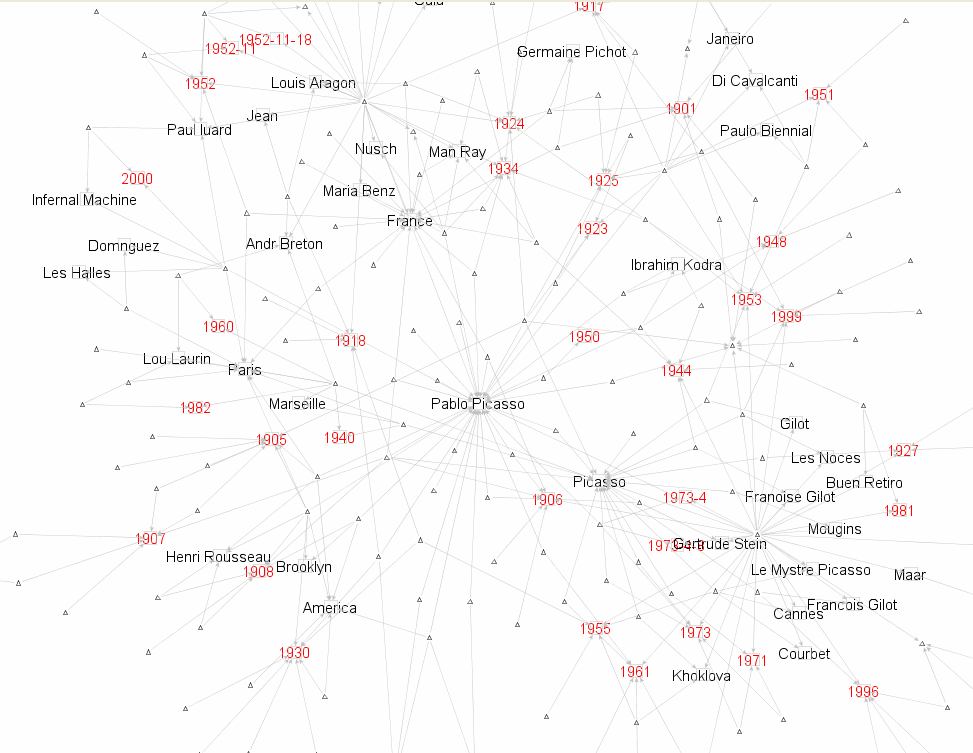 1917
Janeiro
1952-11-18
1952-11
Germaine Pichot
Louis Aragon
1952
Di Cavalcanti
1951
1901
Jean
Paul luard
1924
Paulo Biennial
Nusch
Man Ray
1934
2000
1925
Maria Benz
Infernal Machine
France
1923
Domnguez
Andr Breton
1948
Les Halles
Ibrahim Kodra
1953
1999
1960
1918
1950
Lou Laurin
Paris
1944
1982
Marseille
Pablo Picasso
Gilot
1905
1940
1927
Les Noces
Picasso
Buen Retiro
1906
1973-4
Franoise Gilot
1981
1907
Mougins
Gertrude Stein
Henri Rousseau
1908
Brooklyn
Le Mystre Picasso
Maar
America
Francois Gilot
Cannes
1955
1973
1930
Courbet
1971
1961
Khoklova
1996